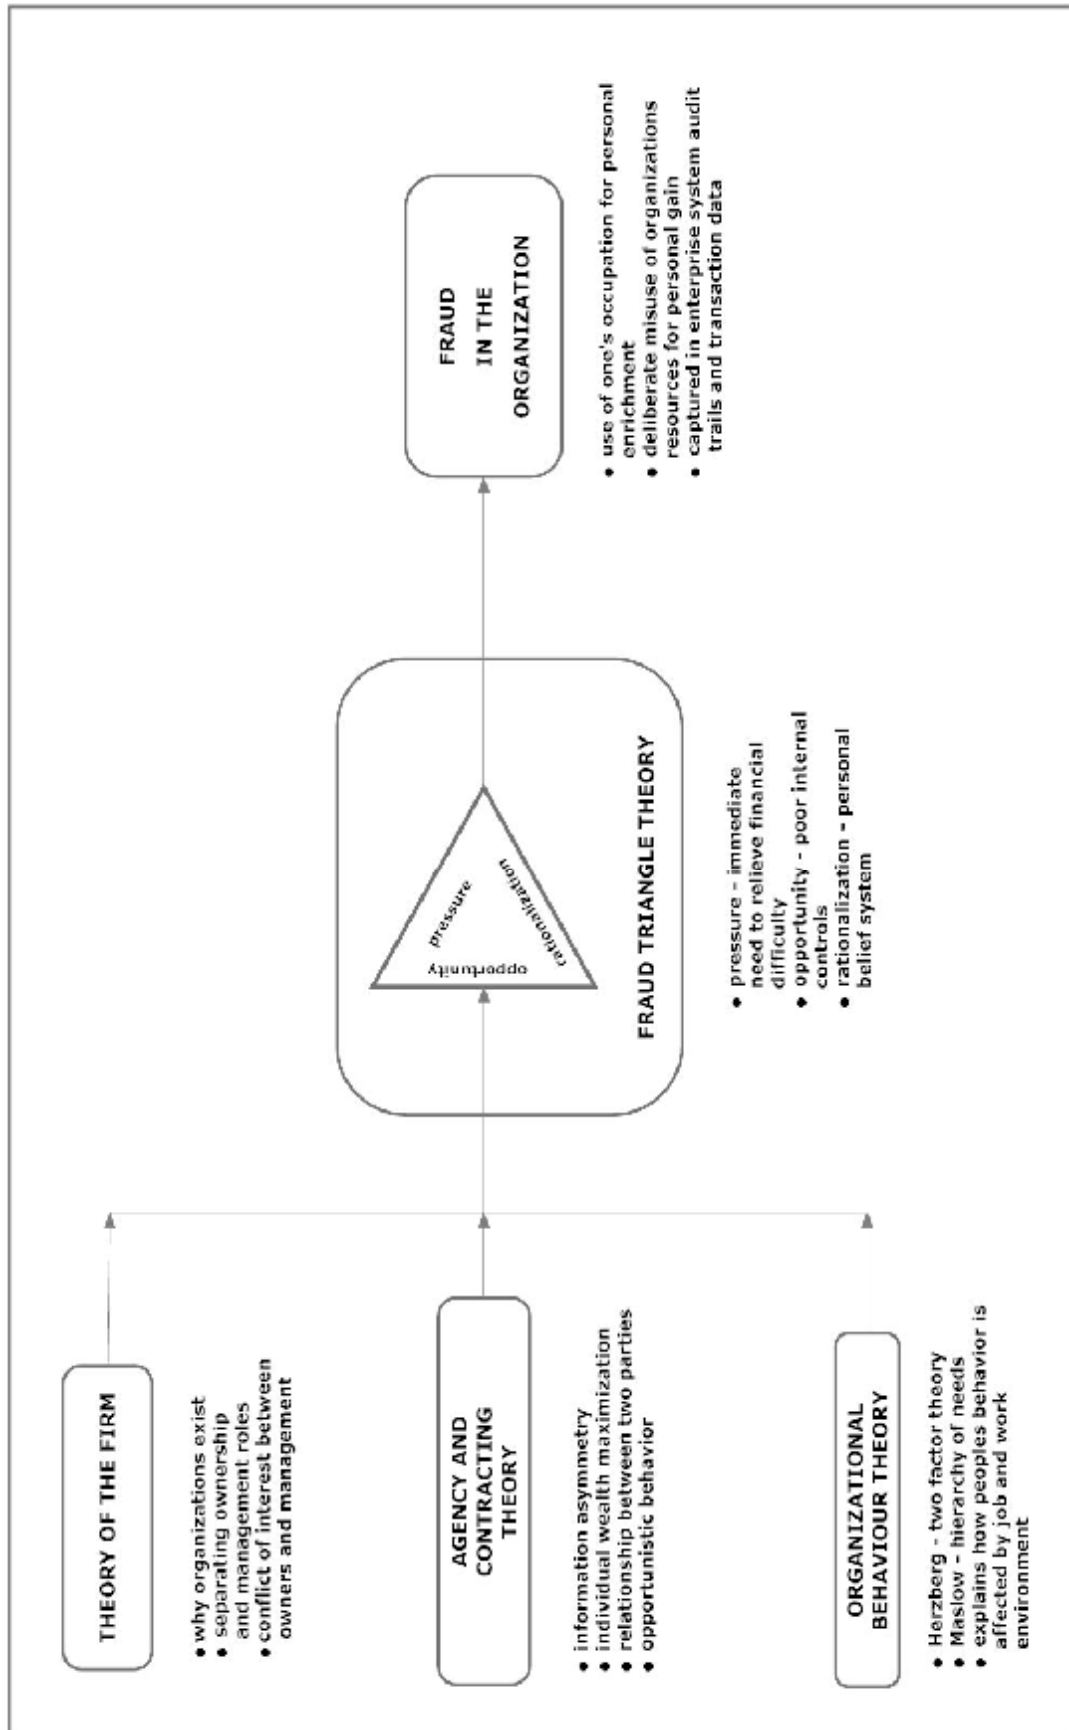 THEORY OF THE FIRM
● why organizations exist
● separating ownership
and management roles
● conflict of interest between
owners and management
AGENCY AND
CONTRACTING
THEORY
● information asymmetry
● individual wealth maximization
● relationship between two parties
● opportunistic behavior
ORGANIZATIONAL
BEHAVIOUR THEORY
● Herzberg - two factor theory
● Maslow - hierarchy of needs
● explains how peoples behavior is
affected by job and work
environment
pressure
opportunity
rationalization
FRAUD TRIANGLE THEORY
● pressure - immediate
need to relieve financial
difficulty
● opportunity - poor internal
controls
● rationalization - personal
belief system
FRAUD
IN THE
ORGANIZATION
● use of one's occupation for personal
enrichment
● deliberate misuse of organizations
resources for personal gain
● captured in enterprise system audit
trails and transaction data